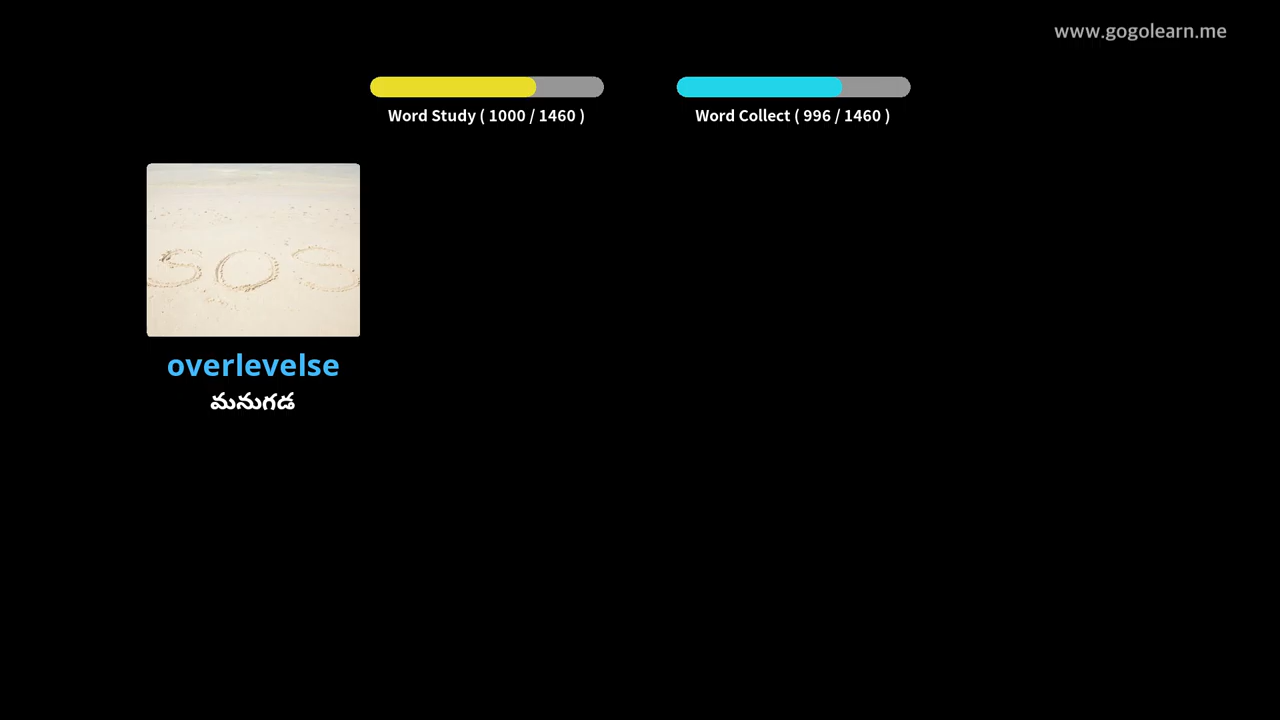 www.gogolearn.me
Word Study ( 1000 / 1460 )
Word Collect ( 996 / 1460 )
SOS
overlevelse
మనుగడ